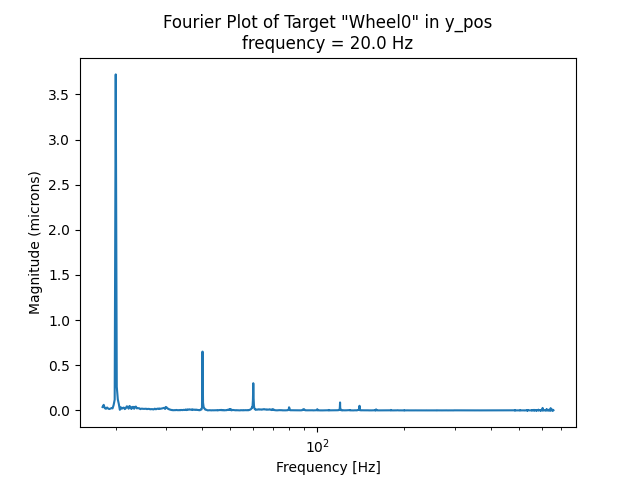 Fourier Plot of Target "Wheel0" in y_pos
frequency = 20.0 Hz
3.5
3.0
2.5
2.0
1.5
1.0
0.5
0.0
Magnitude (microns)
10²
Frequency [Hz]